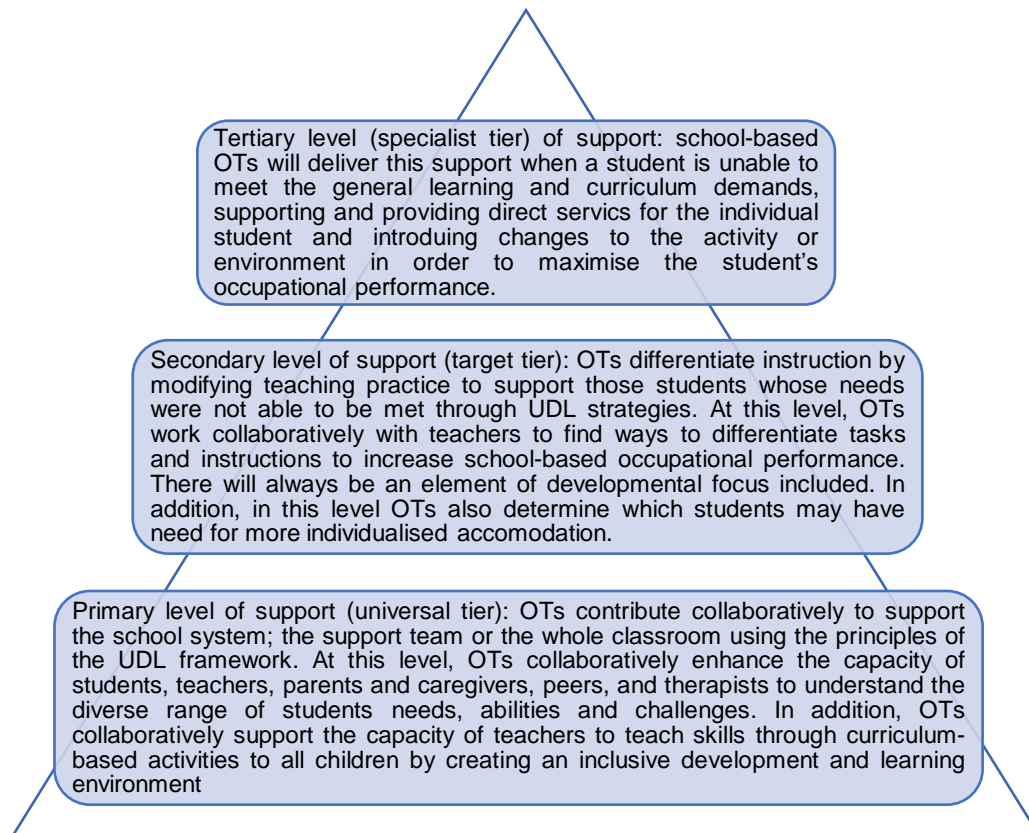 Tertiary level (specialist tier) of support: school-based
OTs will deliver this support when a student is unable to
meet the general learning and curriculum demands,
supporting and providing direct servics for the individual
student and introduing changes to the activity or
environment in order to maximise the student's
occupational performance.
Secondary level of support (target tier): OTs differentiate instruction by
modifying teaching practice to support those students whose needs
were not able to be met through UDL strategies. At this level, OTs
work collaboratively with teachers to find ways to differentiate tasks
and instructions to increase school-based occupational performance.
There will always be an element of developmental focus included. In
addition, in this level OTs also determine which students may have
need for more individualised accomodation.
Primary level of support (universal tier): OTs contribute collaboratively to support
the school system; the support team or the whole classroom using the principles of
the UDL framework. At this level, OTs collaboratively enhance the capacity of
students, teachers, parents and caregivers, peers, and therapists to understand the
diverse range of students needs, abilities and challenges. In addition, OTs
collaboratively support the capacity of teachers to teach skills through curriculum-
based activities to all children by creating an inclusive development and learning
environment